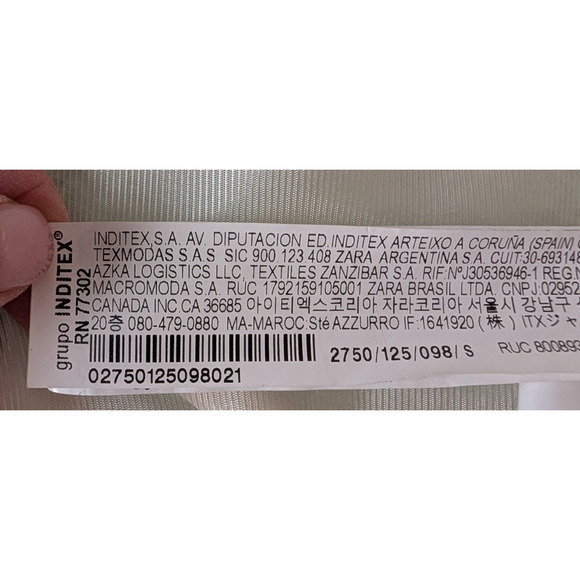 grupo INDITEX®
RN 77302
INDITEX,S.A. AV. DIPUTACION ED.INDITEX ARTEIXO A CORUÑA (SPAIN)
TEXMODAS S.A.S SIC 900.123.408 ZARA ARGENTINA S.A. CUIT:30-693148
AZKA LOGISTICS LLC, TEXTILES ZANZIBAR S.A. RIF:NºJ30536946-1 REG
MACROMODA S.A. RUC 1792159105001 ZARA BRASIL LTDA. CNPJ:02952
CANADA INC.CA 36685 아이티엑스코리아 자라코리아 서울시 강남구
20층 080-479-0880 MA-MAROC:Sté AZZURRO IF:1641920 (株) ITXジャ
2750/125/098/S RUC 800893
02750125098021